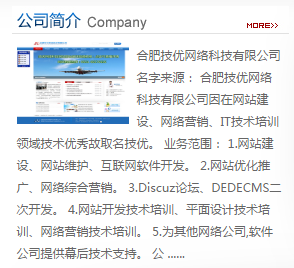 公司简介 Company MORE>>
合肥技优网络科技有限公司
名字来源： 合肥技优网络
科技有限公司因在网站建
设、网络营销、IT技术培训
领域技术优秀故取名技优。 业务范围： 1.网站建
设、网站维护、互联网软件开发。 2.网站优化推
广、网络综合营销。 3.Discuz论坛、DEDECMS二
次开发。 4.网站开发技术培训、平面设计技术培
训、网络营销技术培训。 5.为其他网络公司,软件
公司提供幕后技术支持。 公 ......